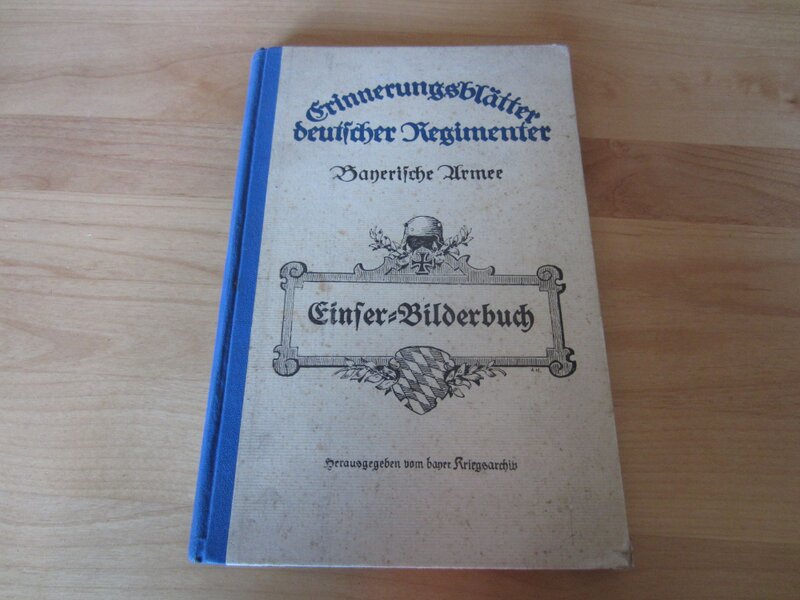 Erinnerungsblätter
deutscher Regimenter
Bayerische Armee
Einser-Bilderbuch
Herausgegeben vom bayer. Kriegsarchiv